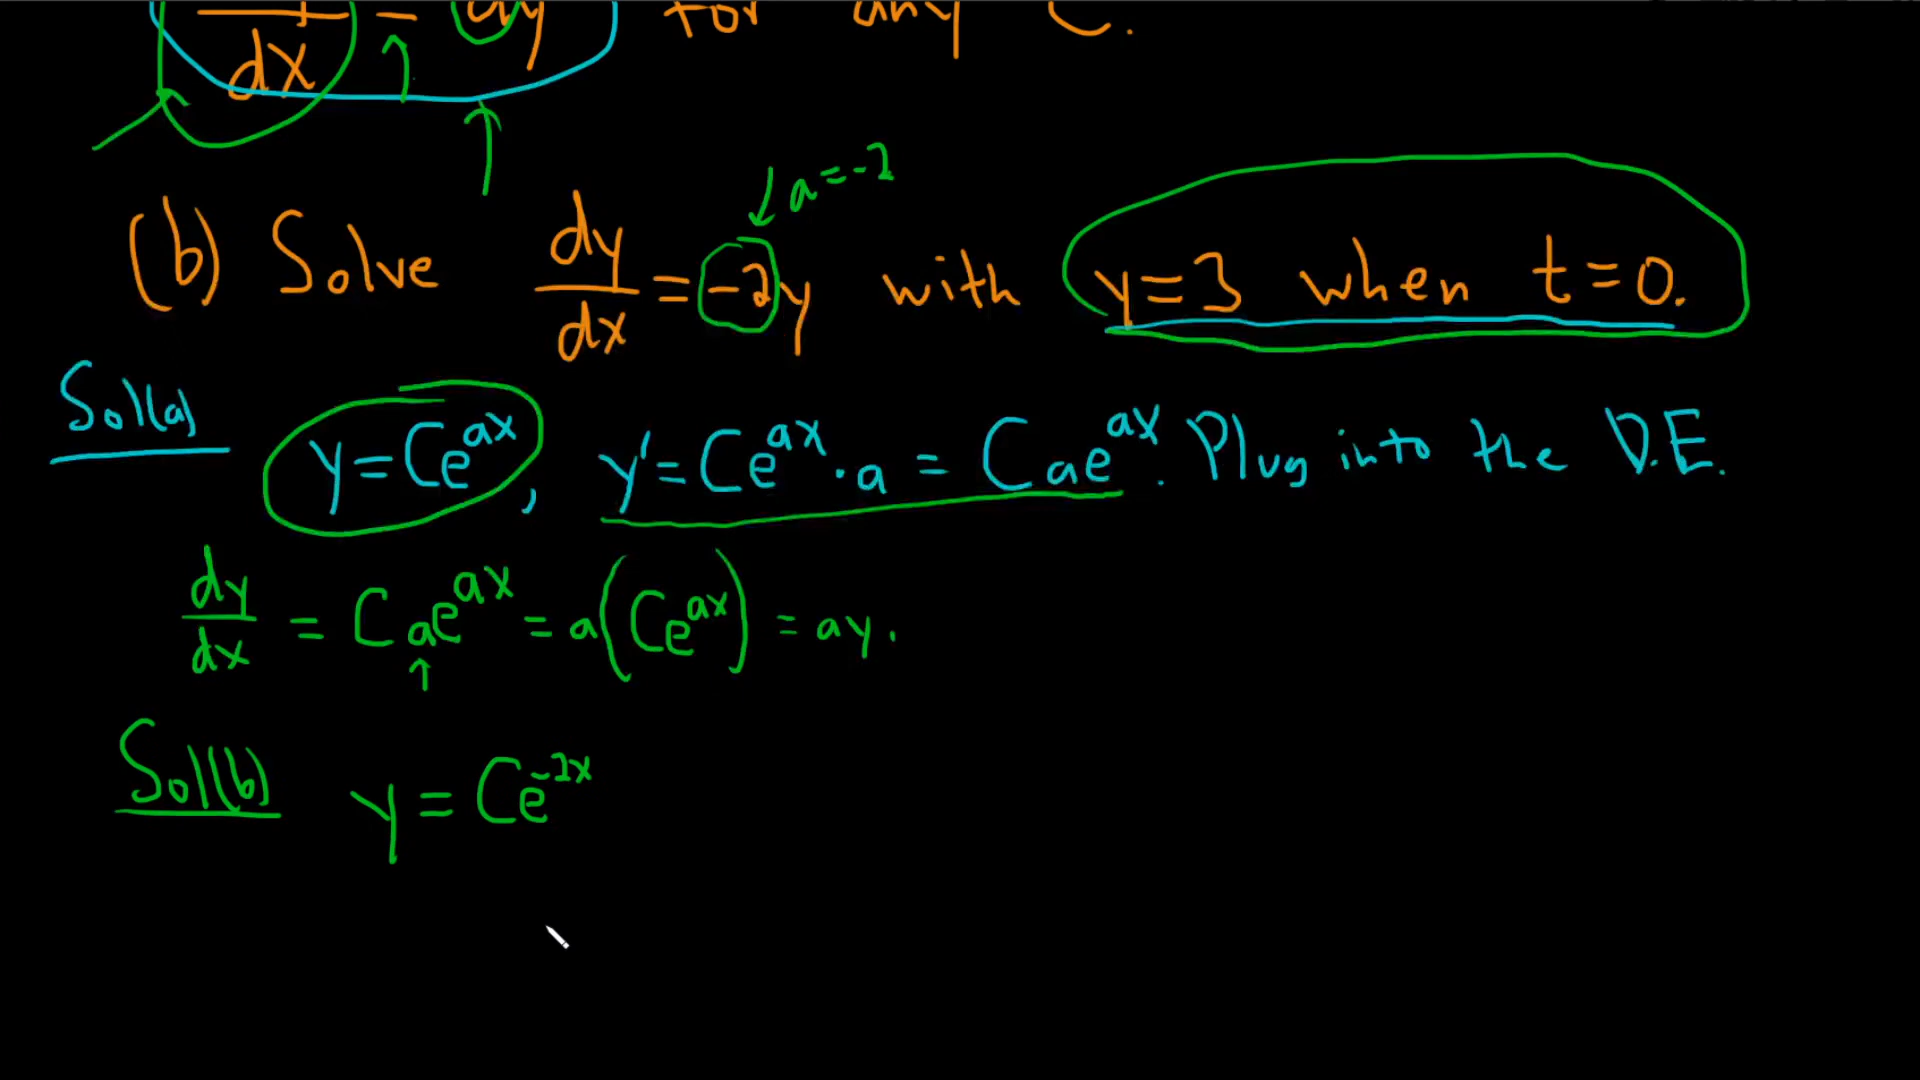 dx = ay for any C.
a=-2
(b) Solve dy/dx = -2y with y=3 when t=0.
Sol(a) y=Ce^{ax}, y'=Ce^{ax}·a = Cae^{ax}. Plug into the D.E.
dy/dx = Cae^{ax} = a(Ce^{ax}) = ay.
Sol(b) y = Ce^{-2x}